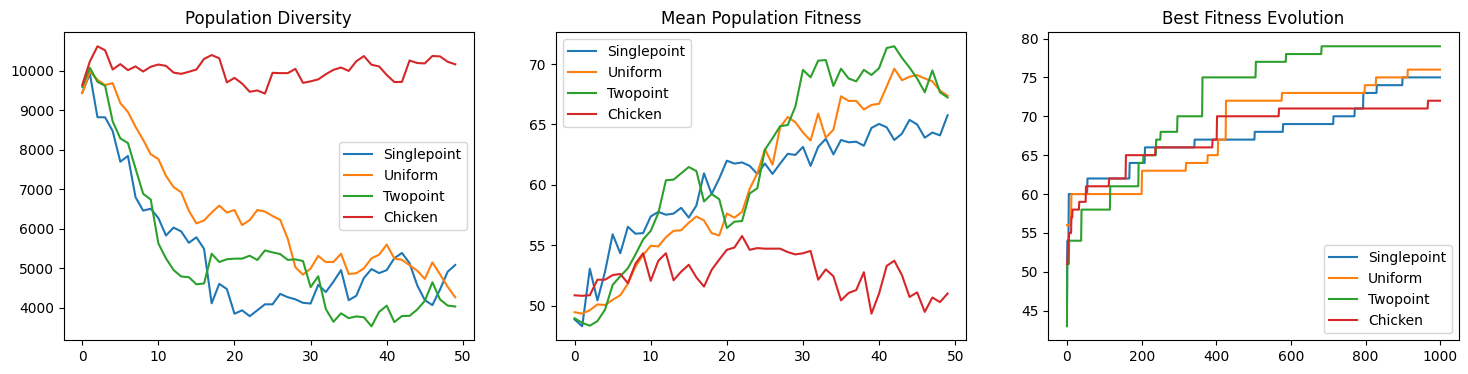 Population Diversity
10000
9000
8000
7000
6000
5000
4000
0 10 20 30 40 50
Singlepoint
Uniform
Twopoint
Chicken
Mean Population Fitness
70
65
60
55
50
0 10 20 30 40 50
Singlepoint
Uniform
Twopoint
Chicken
Best Fitness Evolution
80
75
70
65
60
55
50
45
0 200 400 600 800 1000
Singlepoint
Uniform
Twopoint
Chicken